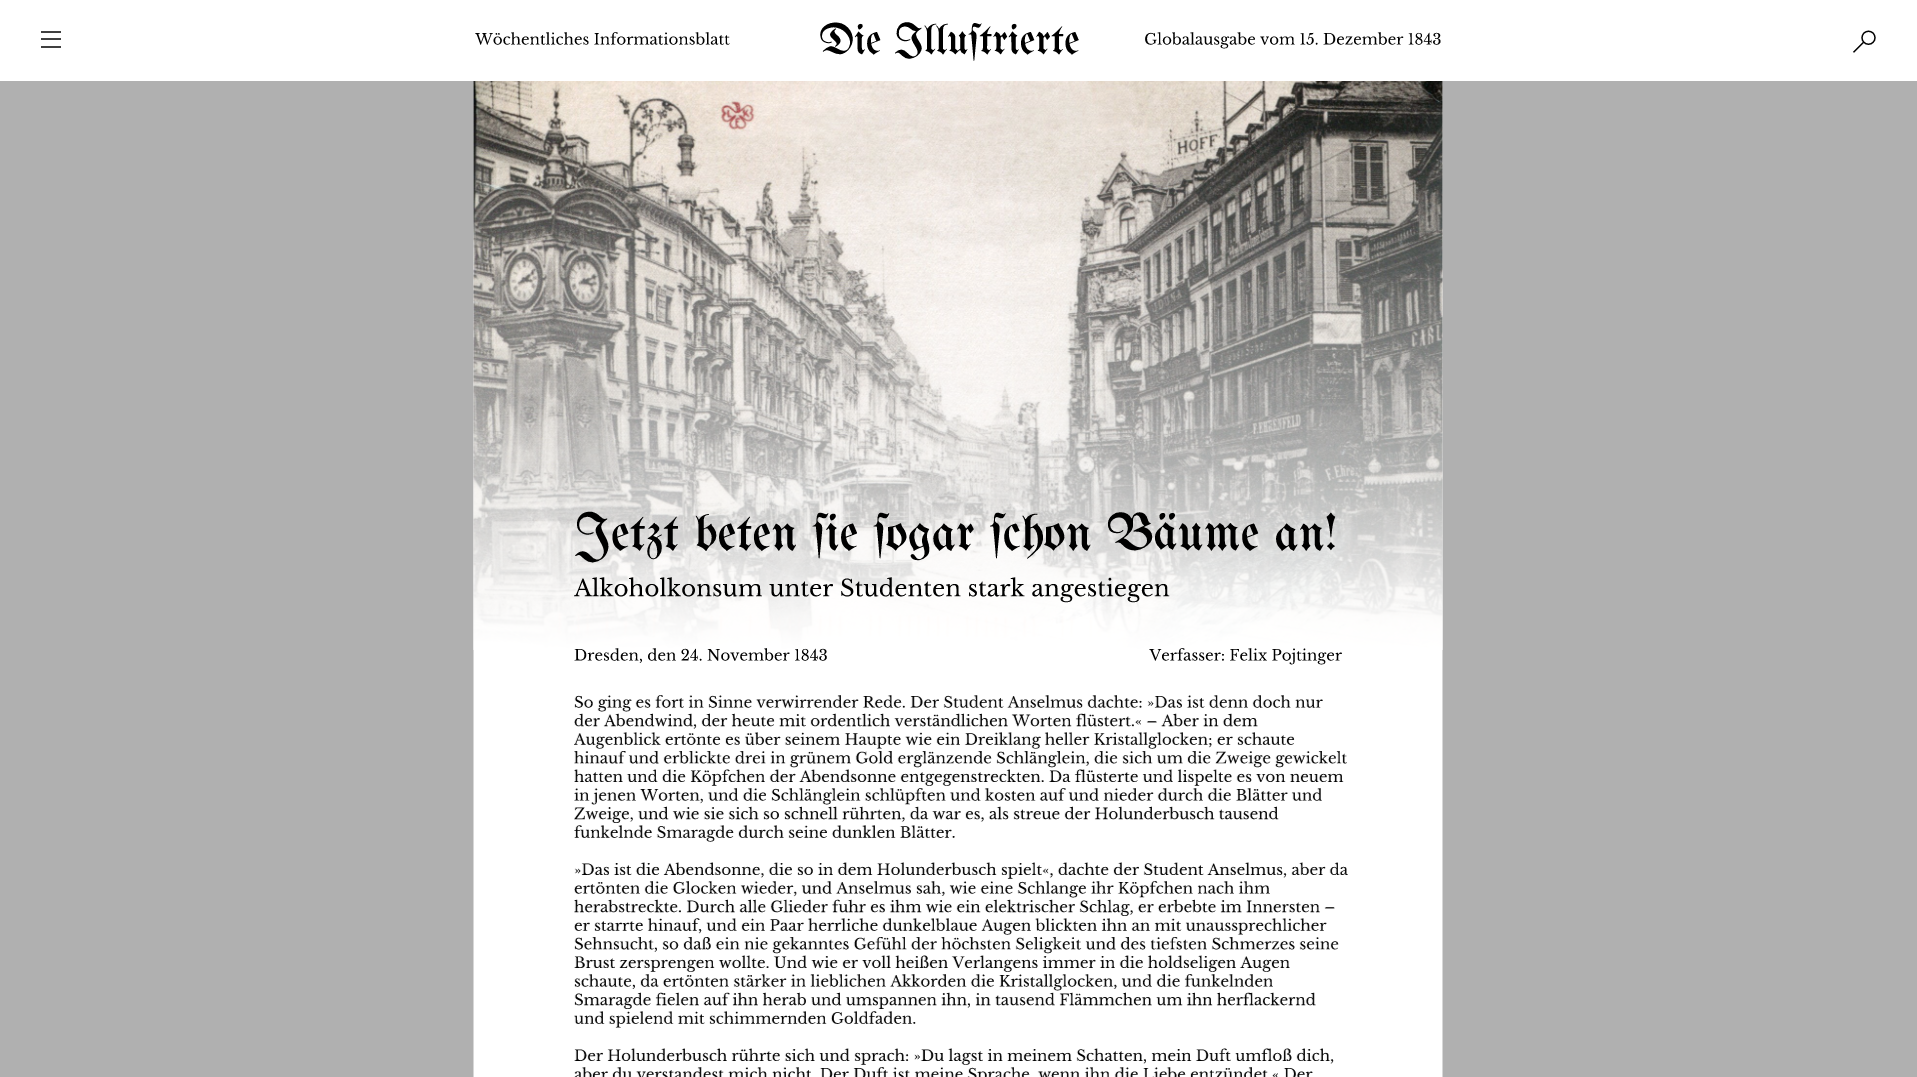 Wöchentliches Informationsblatt
Die Illuſtrierte
Globalausgabe vom 15. Dezember 1843
HOFF
F. EHRENFELD
Jetzt beten ſie ſogar ſchon Bäume an!
Alkoholkonsum unter Studenten stark angestiegen
Dresden, den 24. November 1843
Verfasser: Felix Pojtinger
So ging es fort in Sinne verwirrender Rede. Der Student Anselmus dachte: »Das ist denn doch nur
der Abendwind, der heute mit ordentlich verständlichen Worten flüstert.« – Aber in dem
Augenblick ertönte es über seinem Haupte wie ein Dreiklang heller Kristallglocken; er schaute
hinauf und erblickte drei in grünem Gold erglänzende Schlänglein, die sich um die Zweige gewickelt
hatten und die Köpfchen der Abendsonne entgegenstreckten. Da flüsterte und lispelte es von neuem
in jenen Worten, und die Schlänglein schlüpften und kosten auf und nieder durch die Blätter und
Zweige, und wie sie sich so schnell rührten, da war es, als streue der Holunderbusch tausend
funkelnde Smaragde durch seine dunklen Blätter.
»Das ist die Abendsonne, die so in dem Holunderbusch spielt«, dachte der Student Anselmus, aber da
ertönten die Glocken wieder, und Anselmus sah, wie eine Schlange ihr Köpfchen nach ihm
herabstreckte. Durch alle Glieder fuhr es ihm wie ein elektrischer Schlag, er erbebte im Innersten –
er starrte hinauf, und ein Paar herrliche dunkelblaue Augen blickten ihn an mit unaussprechlicher
Sehnsucht, so daß ein nie gekanntes Gefühl der höchsten Seligkeit und des tiefsten Schmerzes seine
Brust zersprengen wollte. Und wie er voll heißen Verlangens immer in die holdseligen Augen
schaute, da ertönten stärker in lieblichen Akkorden die Kristallglocken, und die funkelnden
Smaragde fielen auf ihn herab und umspannen ihn, in tausend Flämmchen um ihn herflackernd
und spielend mit schimmernden Goldfaden.
Der Holunderbusch rührte sich und sprach: »Du lagst in meinem Schatten, mein Duft umfloß dich,
aber du verstandest mich nicht. Der Duft ist meine Sprache, wenn ihn die Liebe entzündet.« Der